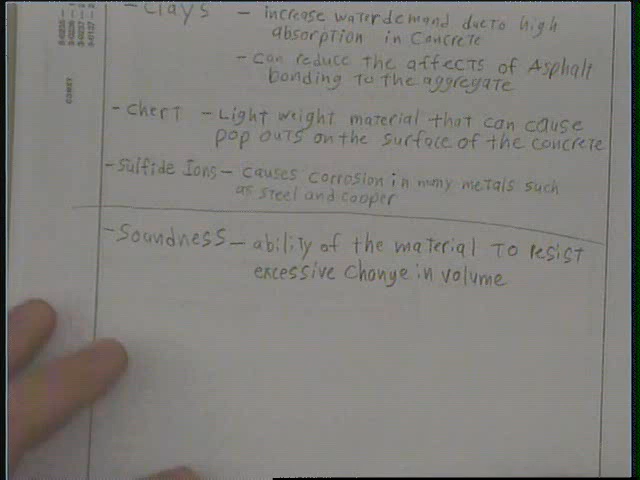 - Clays - increase water demand due to high
absorption in Concrete
- can reduce the affects of Asphalt
bonding to the aggregate
- Chert - Light weight material that can cause
pop outs on the surface of the concrete
- Sulfide Ions - causes corrosion in many metals such
as steel and cooper
- Soundness - ability of the material to resist
excessive change in volume
COMET